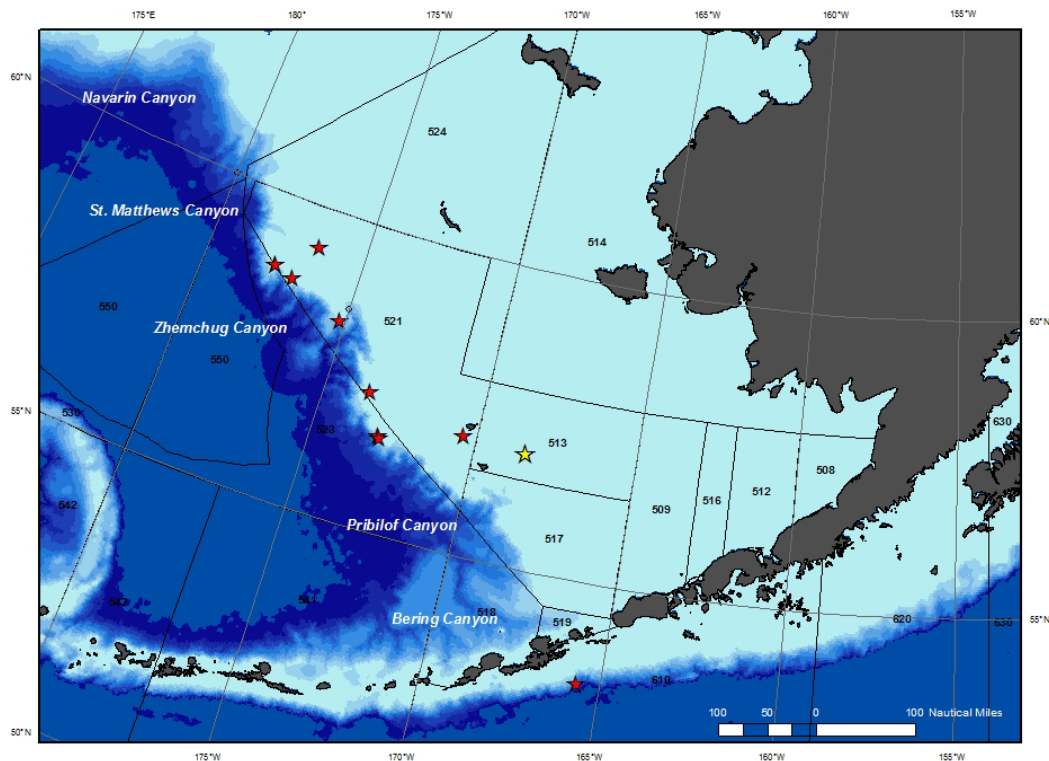 175°E
180°
175°W
170°W
165°W
160°W
155°W
60°N
Navarin Canyon
524
St. Matthews Canyon
514
550
521
Zhemchug Canyon
60°N
550
55°N
530
630
523
513
508
542
512
516
509
Pribilof Canyon
517
543
541
518
Bering Canyon
519
620
630
55°N
610
100 50 0 100 Nautical Miles
50°N
175°W
170°W
165°W
160°W
155°W